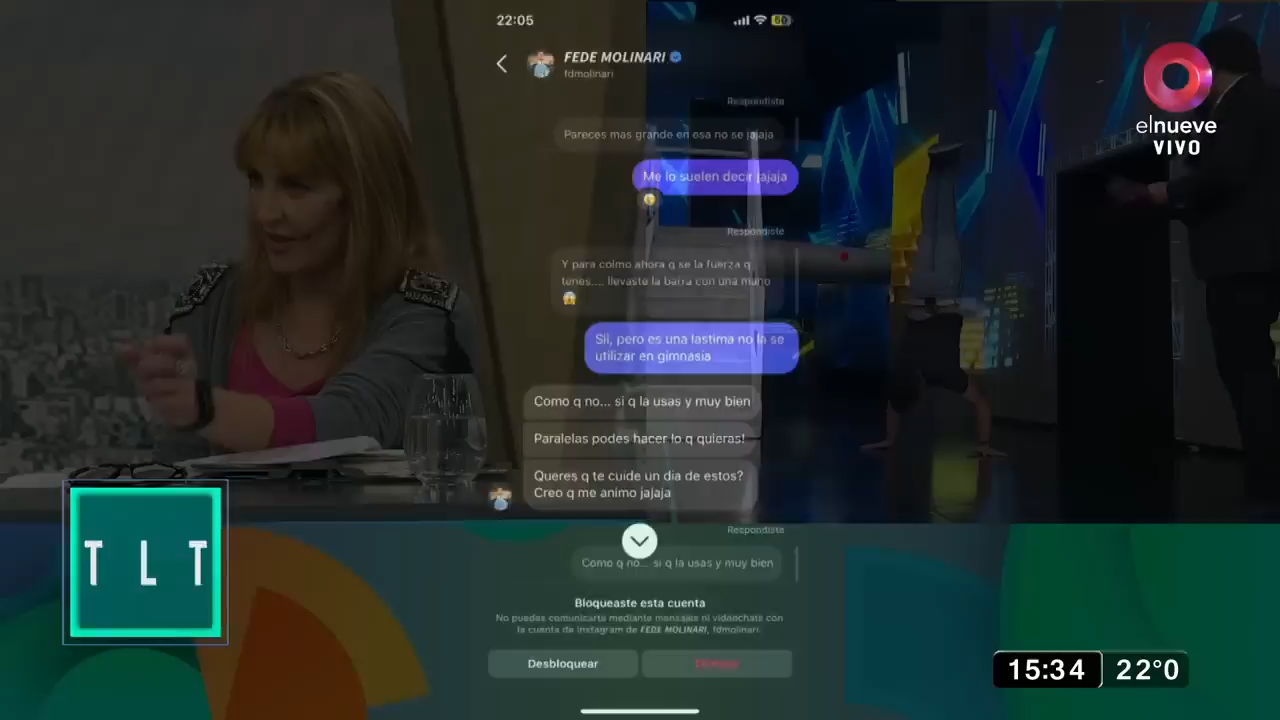 22:05
60
FEDE MOLINARI
fdmolinari
Respondiste
Pareces mas grande en esa no se jajaja
Me lo suelen decir jajaja
Respondiste
Y para colmo ahora q se la fuerza q
tenes.... llevaste la barra con una mano
Sii, pero es una lastima no la se
utilizar en gimnasia
Como q no... si q la usas y muy bien
Paralelas podes hacer lo q quieras!
Queres q te cuide un dia de estos?
Creo q me animo jajaja
Respondiste
Como q no... si q la usas y muy bien
Bloqueaste esta cuenta
No puedes comunicarte mediante mensajes ni videochats con
la cuenta de Instagram de FEDE MOLINARI, fdmolinari.
Desbloquear
elnueve
VIVO
TLT
15:34
22°0